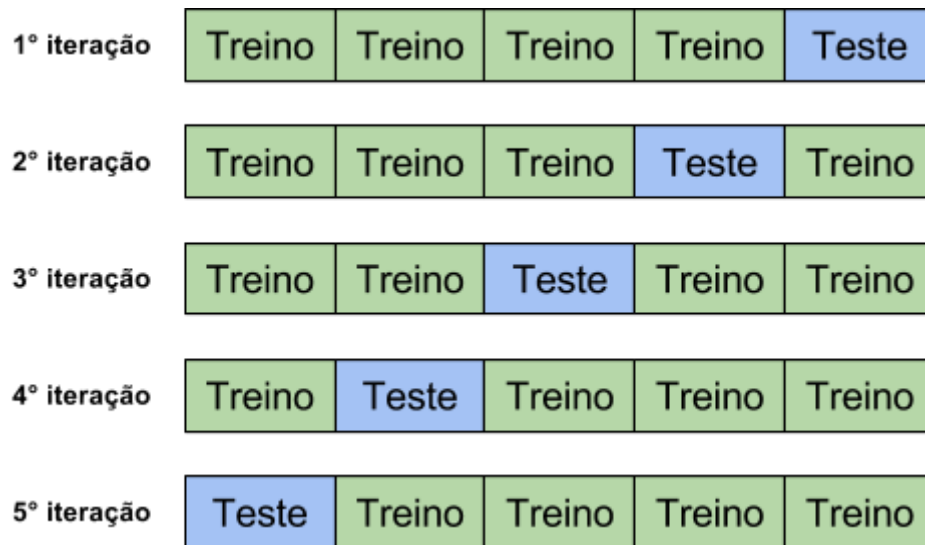 1° iteração Treino Treino Treino Treino Teste
2° iteração Treino Treino Treino Teste Treino
3° iteração Treino Treino Teste Treino Treino
4° iteração Treino Teste Treino Treino Treino
5° iteração Teste Treino Treino Treino Treino